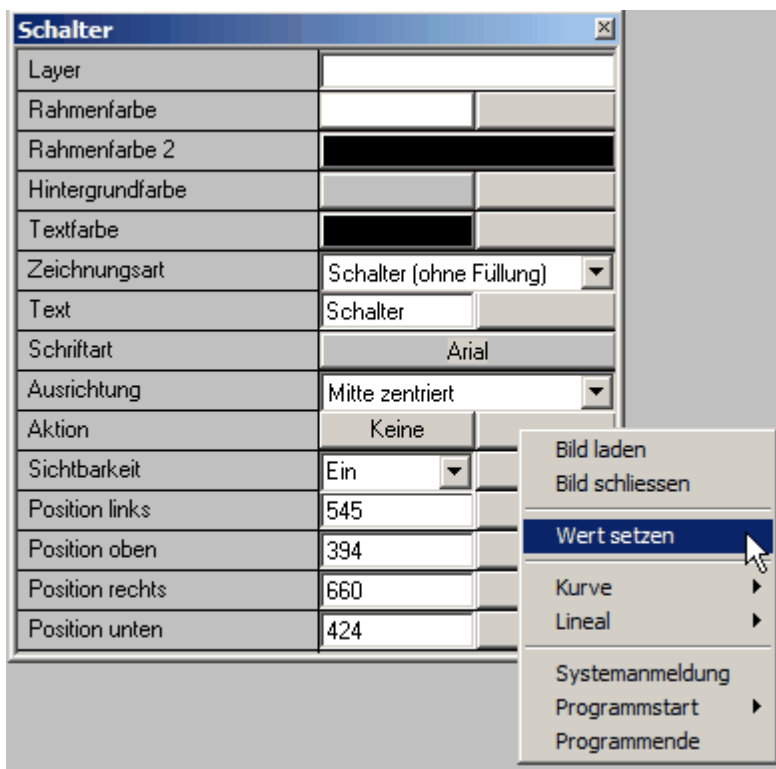 Schalter
Layer
Rahmenfarbe
Rahmenfarbe 2
Hintergrundfarbe
Textfarbe
Zeichnungsart Schalter (ohne Füllung)
Text Schalter
Schriftart Arial
Ausrichtung Mitte zentriert
Aktion Keine
Sichtbarkeit Ein
Position links 545
Position oben 394
Position rechts 660
Position unten 424
Bild laden
Bild schliessen
Wert setzen
Kurve
Lineal
Systemanmeldung
Programmstart
Programmende